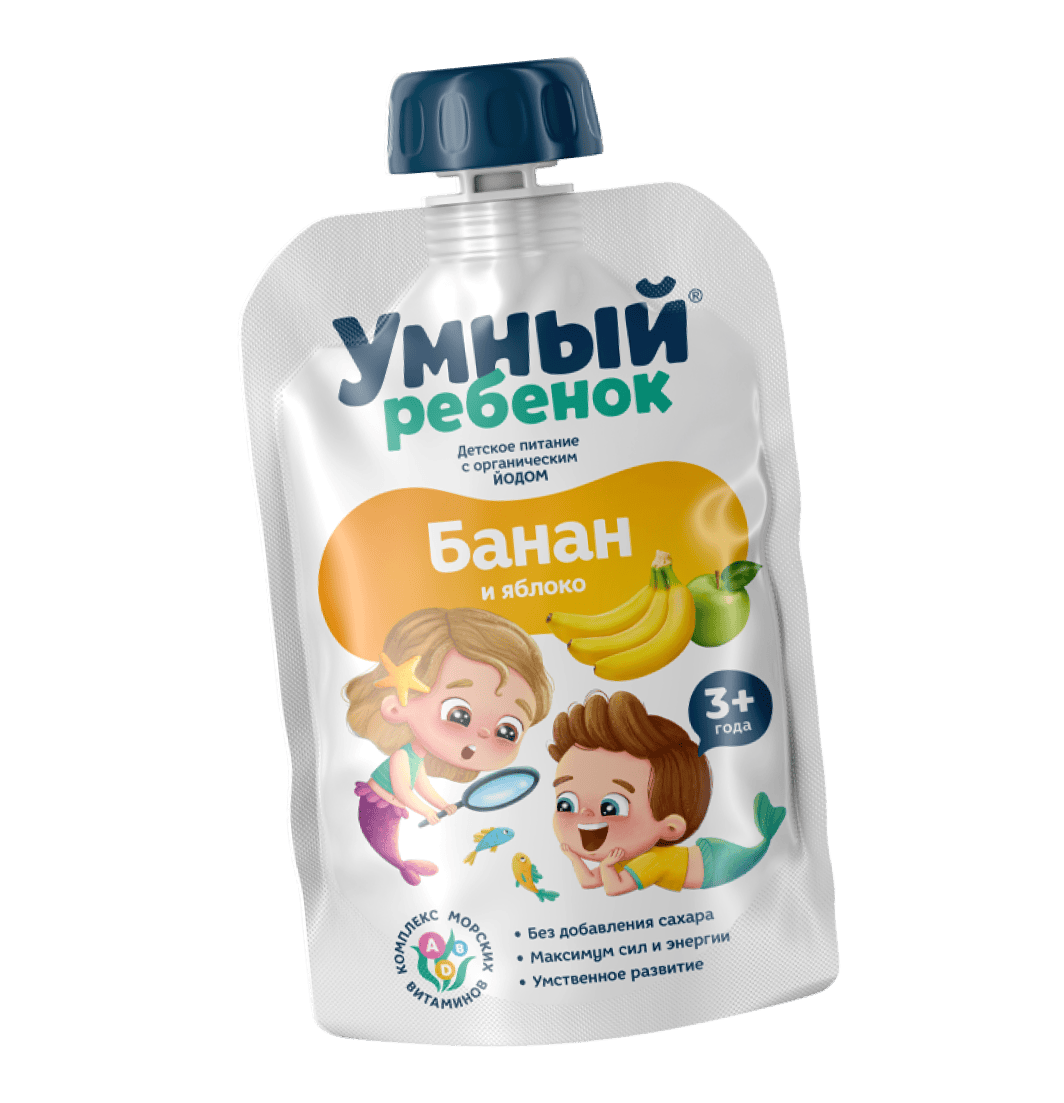 Умный®
ребенок
Детское питание
с органическим
ЙОДОМ
Банан
и яблоко
3+
года
КОМПЛЕКС МОРСКИХ
ВИТАМИНОВ
A
B
D
• Без добавления сахара
• Максимум сил и энергии
• Умственное развитие